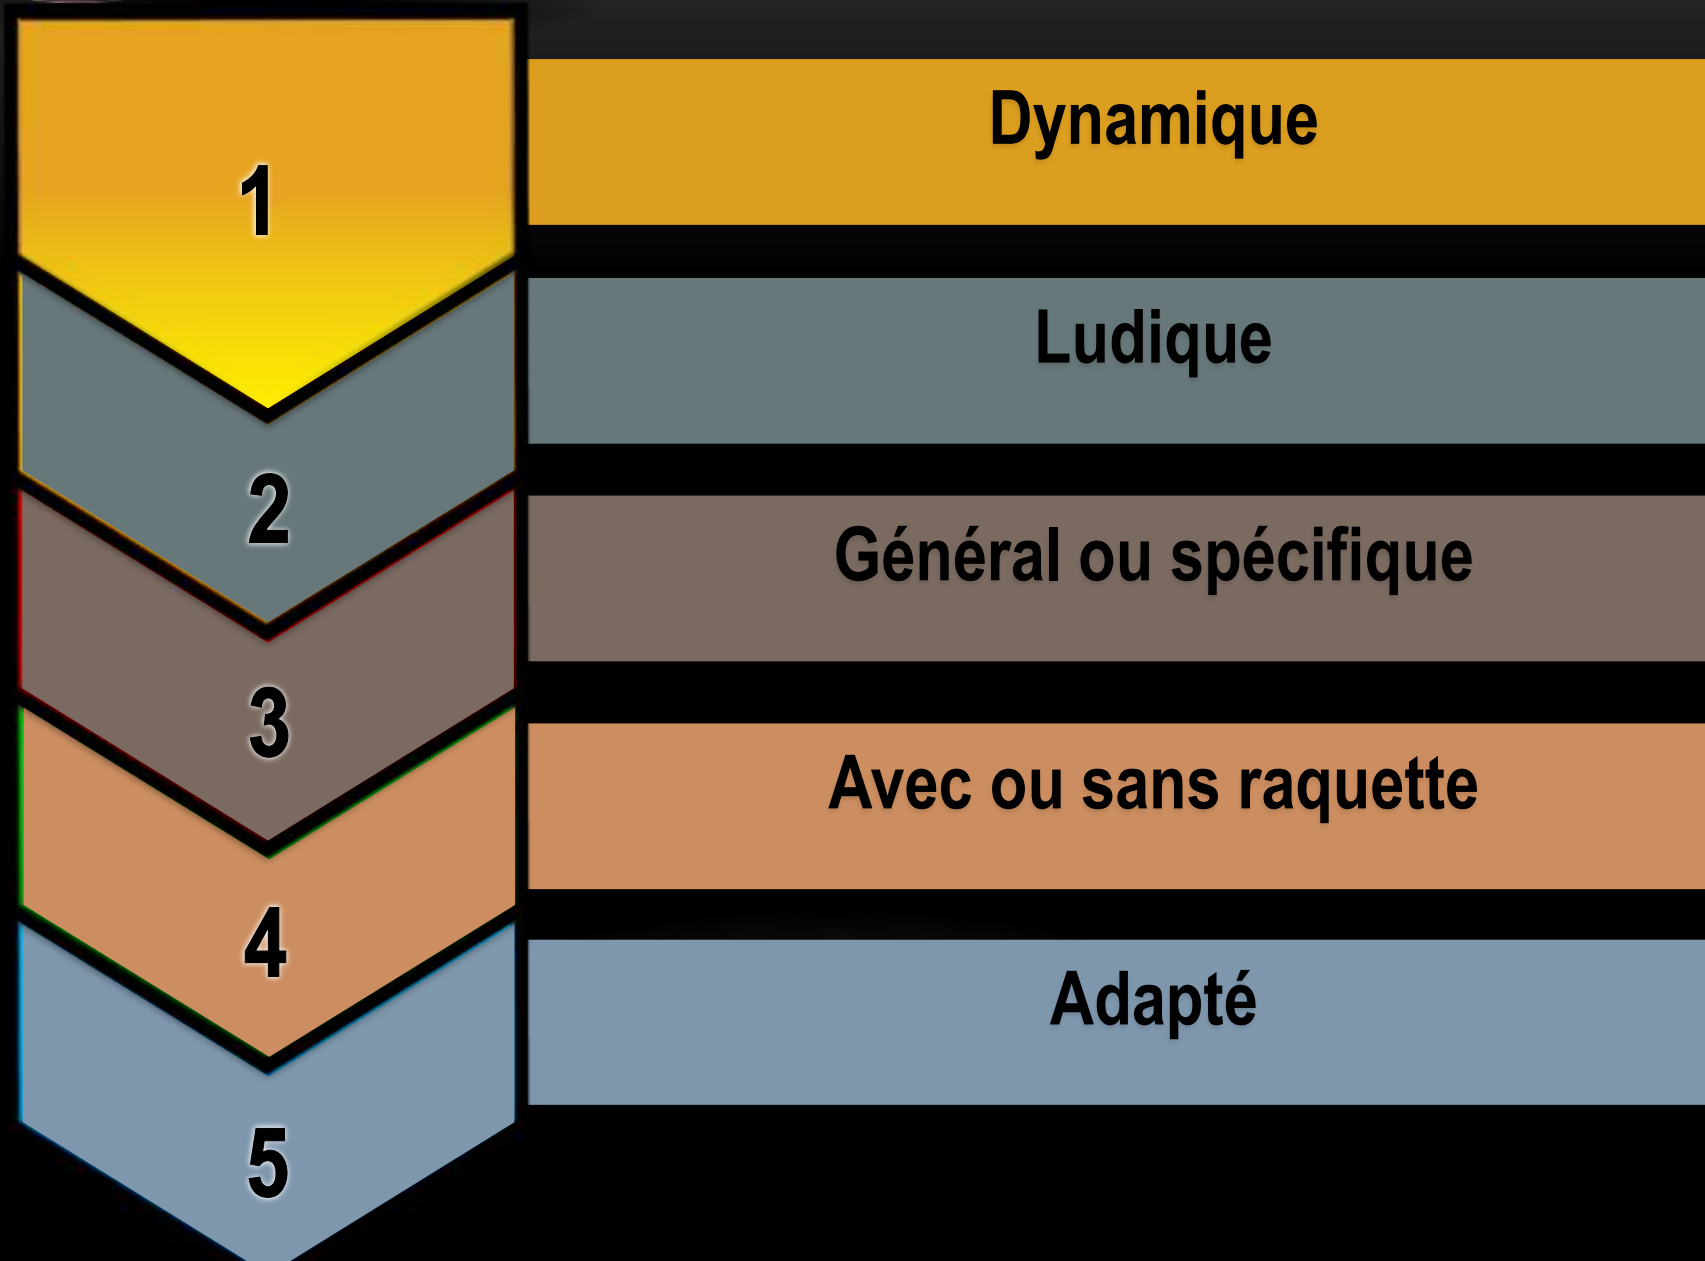 1
Dynamique
2
Ludique
3
Général ou spécifique
4
Avec ou sans raquette
5
Adapté